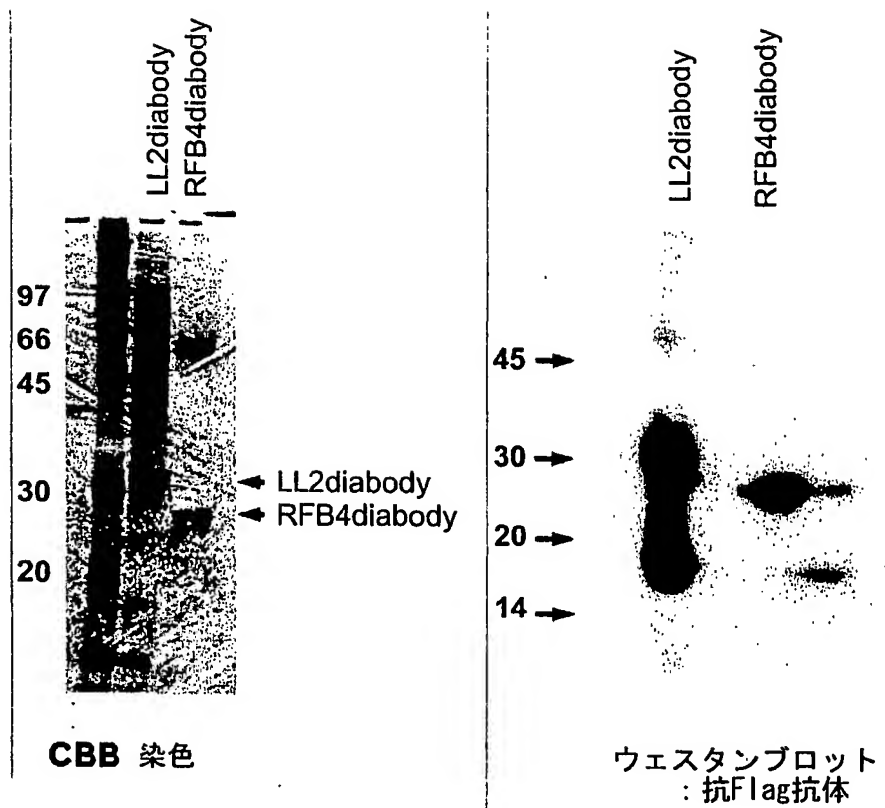 LL2diabody
RFB4diabody
97
66
45
30
20
LL2diabody
RFB4diabody
CBB 染色
LL2diabody
RFB4diabody
45
30
20
14
ウェスタンブロット
：抗Flag抗体